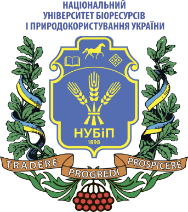 НАЦІОНАЛЬНИЙ
УНІВЕРСИТЕТ БІОРЕСУРСІВ
І ПРИРОДОКОРИСТУВАННЯ УКРАЇНИ
НУБіП
1898
TRADERE PROGREDI PROSPICERE